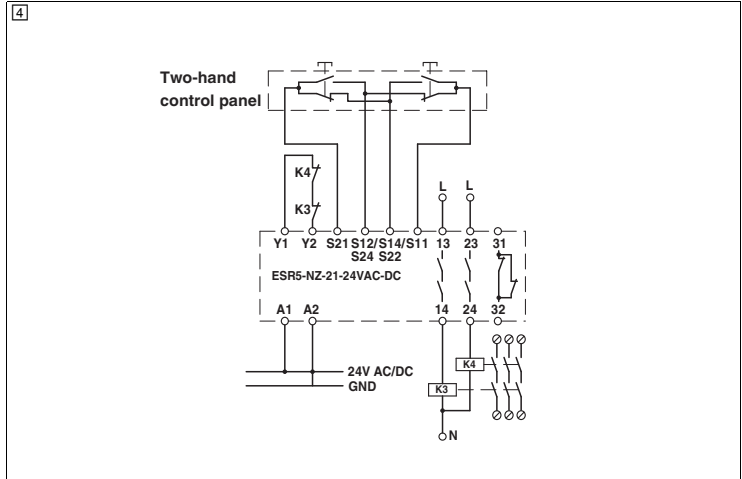 4
Two-hand
control panel
K4
K3
L L
Y1 Y2 S21 S12/S14/S11 13 23 31
S24 S22
ESR5-NZ-21-24VAC-DC
A1 A2 14 24 32
K4
24V AC/DC
GND
K3
N